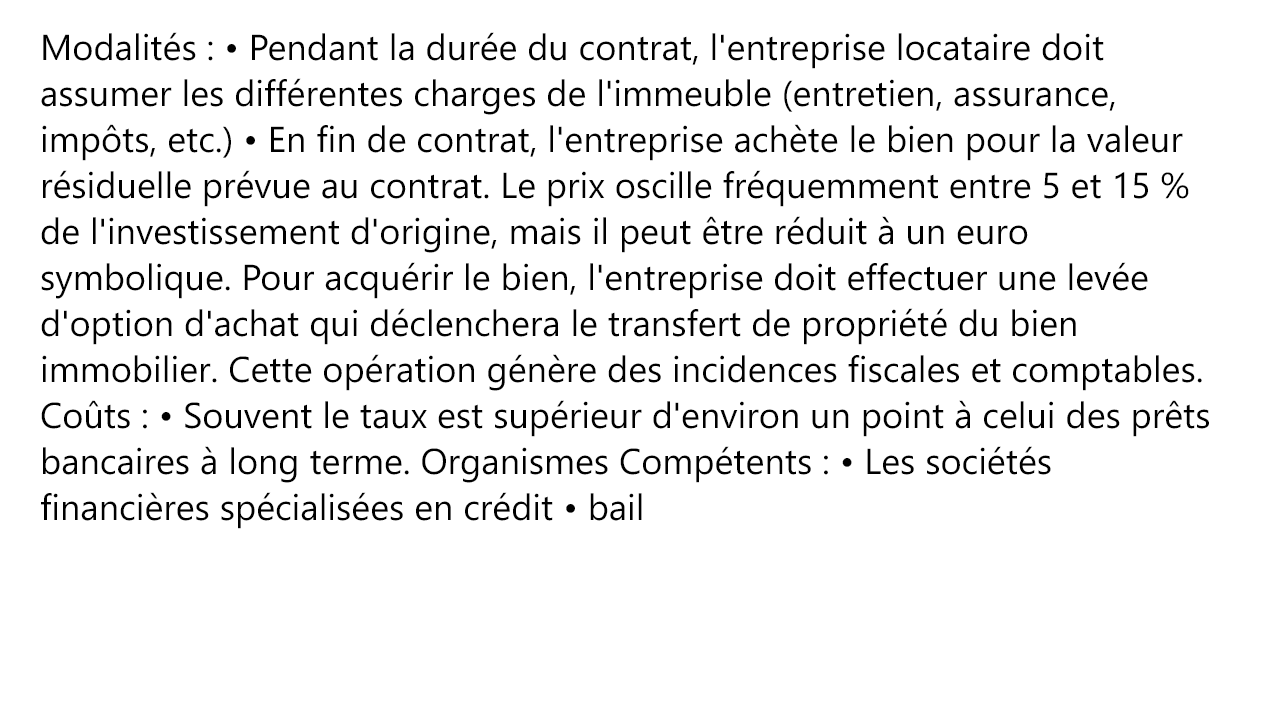 Modalités : • Pendant la durée du contrat, l'entreprise locataire doit
assumer les différentes charges de l'immeuble (entretien, assurance,
impôts, etc.) • En fin de contrat, l'entreprise achète le bien pour la valeur
résiduelle prévue au contrat. Le prix oscille fréquemment entre 5 et 15 %
de l'investissement d'origine, mais il peut être réduit à un euro
symbolique. Pour acquérir le bien, l'entreprise doit effectuer une levée
d'option d'achat qui déclenchera le transfert de propriété du bien
immobilier. Cette opération génère des incidences fiscales et comptables.
Coûts : • Souvent le taux est supérieur d'environ un point à celui des prêts
bancaires à long terme. Organismes Compétents : • Les sociétés
financières spécialisées en crédit • bail